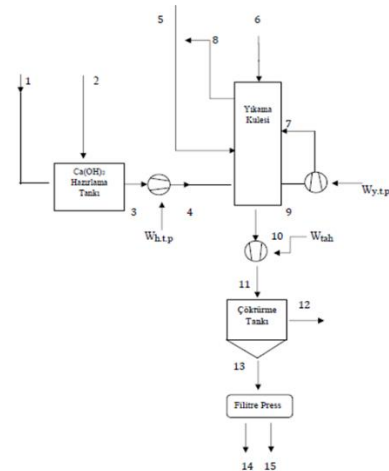 5
8
6
1
2
Yıkama
Kulesi
7
Ca(OH)₂
Hazırlama
Tankı
3
4
9
Wy.t.p
Wh.t.p
10
Wtah
11
Çöktürme
Tankı
12
13
Filitre Press
14
15